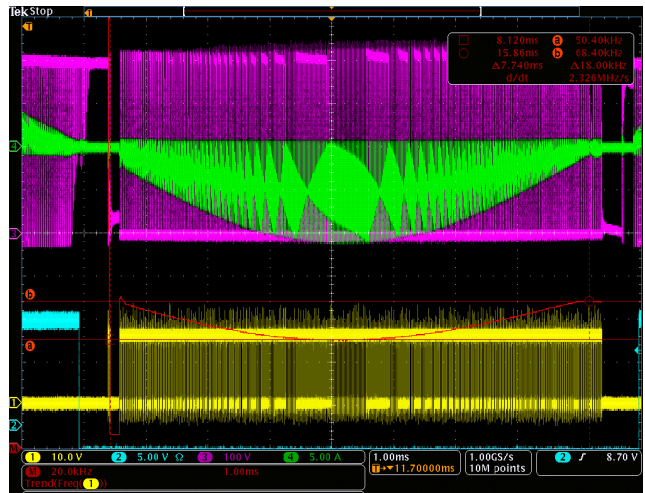 Tek Stop
T
T
8.120ms a 50.40kHz
15.86ms b 68.40kHz
Δ7.740ms Δ18.00kHz
d/dt 2.326MHz/s
4
3
b
a
1
2
M
1 10.0 V 2 5.00 V Ω 3 100 V 4 5.00 A
1.00ms
T→▾11.70000ms
1.00GS/s
10M points
2 8.70 V
M 20.0kHz 1.00ms
Trend(Freq(1))